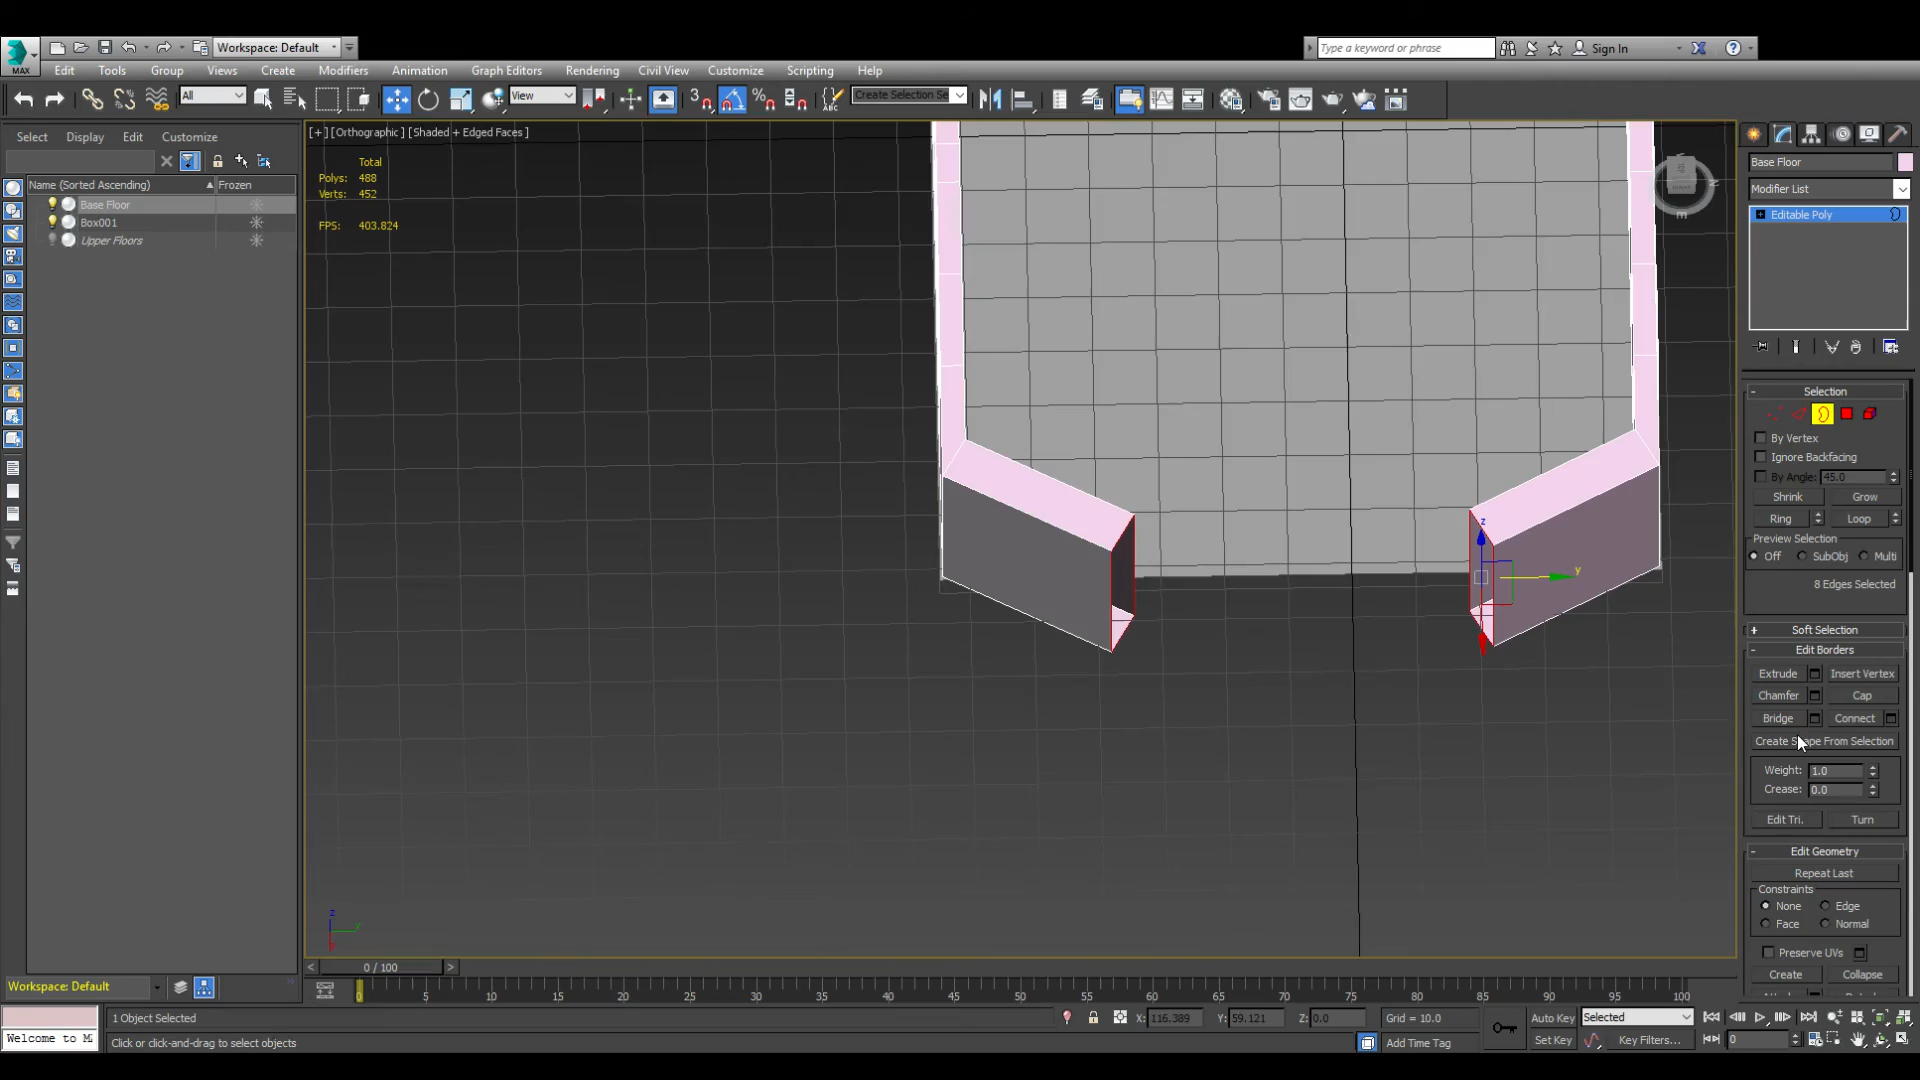 Workspace: Default
Type a keyword or phrase
Sign In
MAX
Edit Tools Group Views Create Modifiers Animation Graph Editors Rendering Civil View Customize Scripting Help
All
View
3
ABC
Create Selection Se
Select Display Edit Customize
Name (Sorted Ascending)
Frozen
Base Floor
Box001
Upper Floors
[+] [Orthographic] [Shaded + Edged Faces]
Total
Polys: 488
Verts: 452
FPS: 403.824
z
y
Base Floor
Modifier List
Editable Poly
Selection
By Vertex
Ignore Backfacing
By Angle: 45.0
Shrink Grow
Ring Loop
Preview Selection
Off SubObj Multi
8 Edges Selected
Soft Selection
Edit Borders
Extrude Insert Vertex
Chamfer Cap
Bridge Connect
Create Shape From Selection
Weight: 1.0
Crease: 0.0
Edit Tri. Turn
Edit Geometry
Repeat Last
Constraints
None Edge
Face Normal
Preserve UVs
Create Collapse
z
y
0 / 100
Workspace: Default
0 5 10 15 20 25 30 35 40 45 50 55 60 65 70 75 80 85 90 95 100
1 Object Selected
X: 116.389 Y: 59.121 Z: 0.0
Grid = 10.0
Auto Key Selected
Welcome to M
Click or click-and-drag to select objects
Add Time Tag
Set Key Key Filters...
0